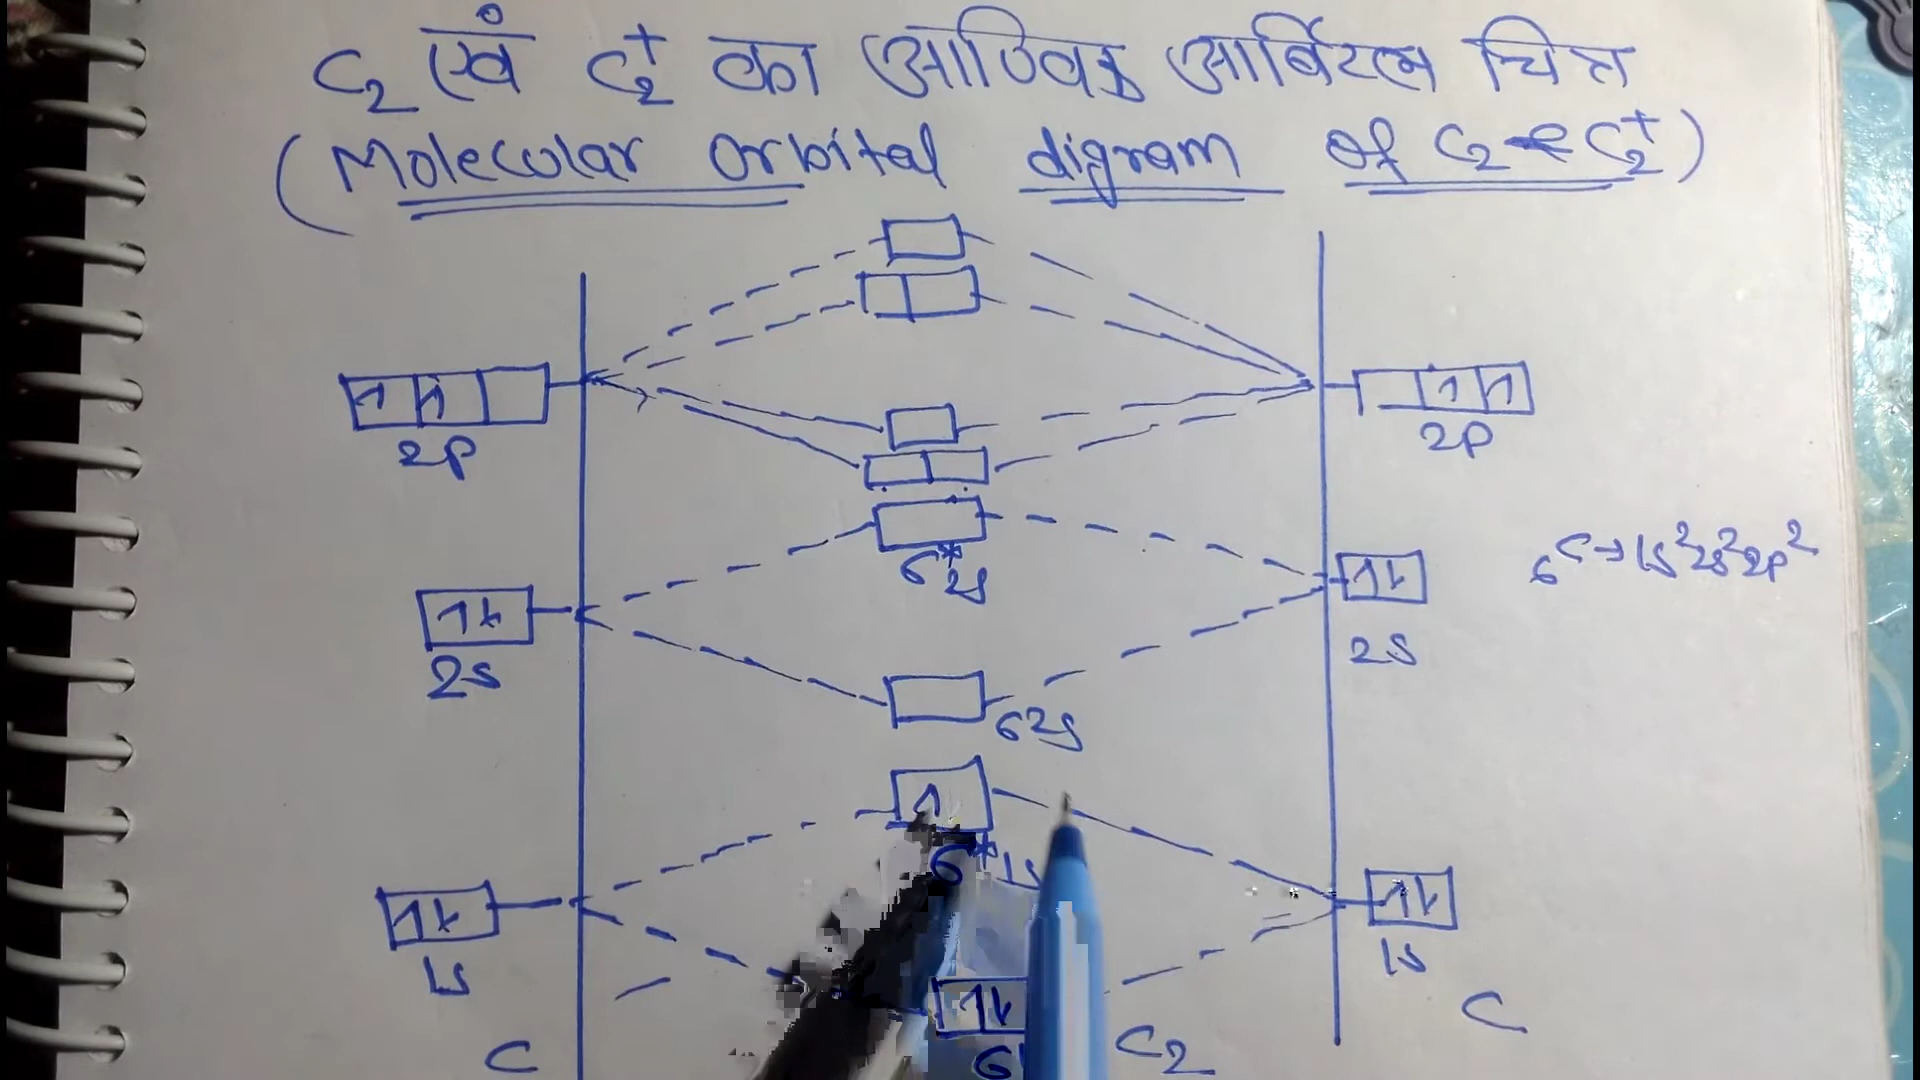 C₂ एवं C₂⁺ का आण्विक आर्बिटल चित्र
(Molecular Orbital digram of C₂ & C₂⁺)
2P
2P
σ*2s
₆C→1S²2S²2P²
2S
2S
σ2s
σ*1s
1S
1S
C
C₂
C